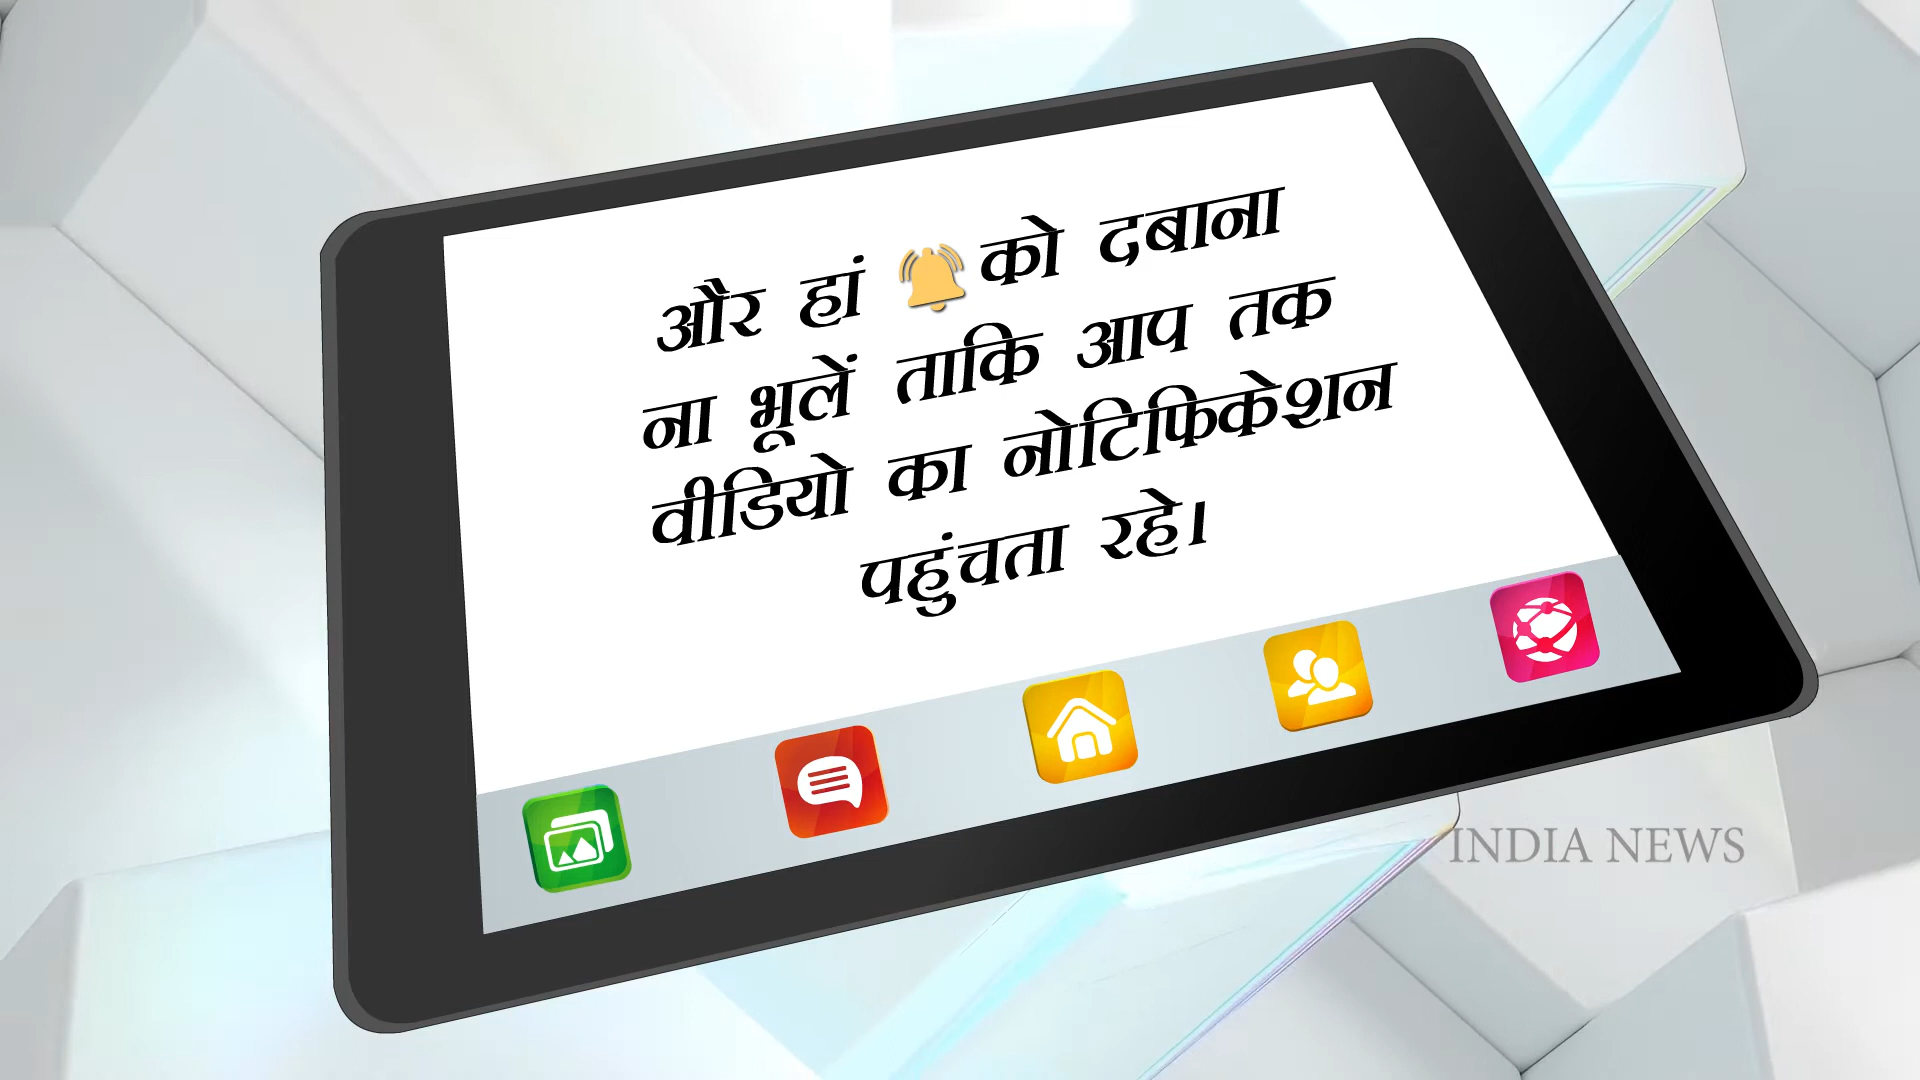 और हां 🔔 को दबाना
ना भूलें ताकि आप तक
वीडियो का नोटिफिकेशन
पहुंचता रहे।
INDIA NEWS